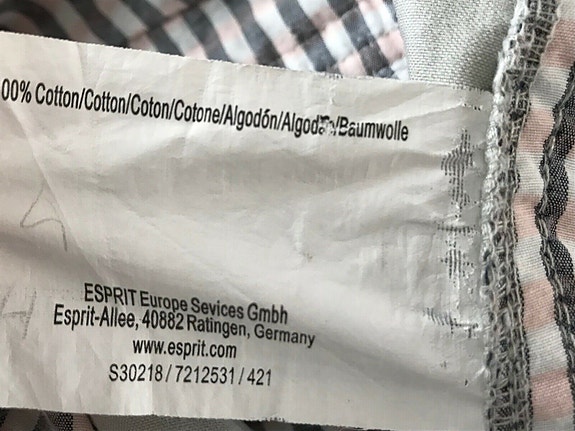 00% Cotton/Cotton/Coton/Cotone/Algodón/Algod /Baumwolle
ESPRIT Europe Sevices Gmbh
Esprit-Allee, 40882 Ratingen, Germany
www.esprit.com
S30218 / 7212531 / 421